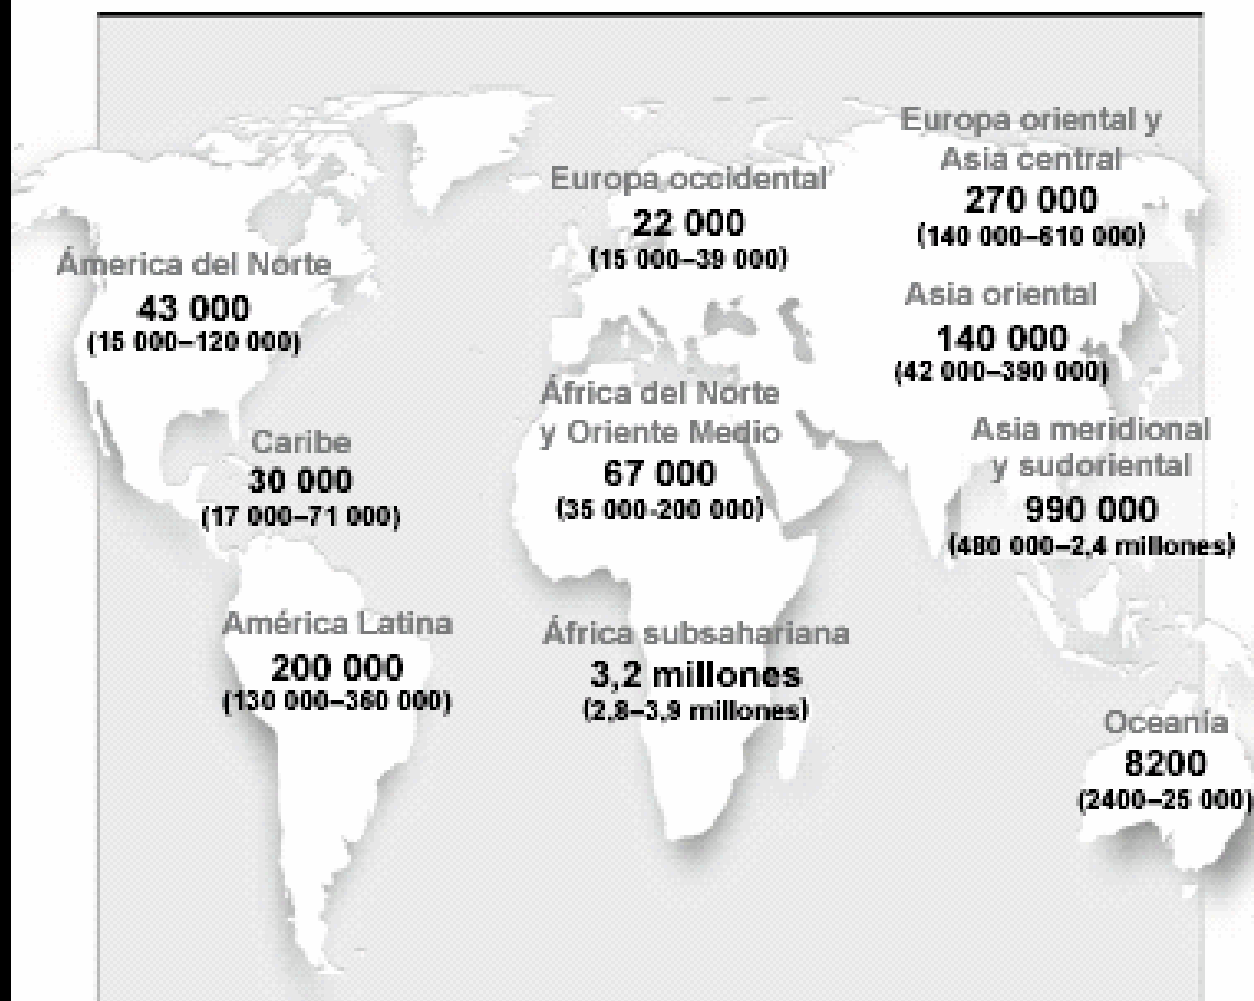 Europa oriental y
Asia central
270 000
(140 000–610 000)
Europa occidental
22 000
(15 000–39 000)
Ámerica del Norte
43 000
(15 000–120 000)
Asia oriental
140 000
(42 000–390 000)
África del Norte
y Oriente Medio
67 000
(35 000-200 000)
Caribe
30 000
(17 000–71 000)
Asia meridional
y sudoriental
990 000
(480 000–2,4 millones)
América Latina
200 000
(130 000–360 000)
África subsahariana
3,2 millones
(2,8–3,9 millones)
Oceanía
8200
(2400–25 000)